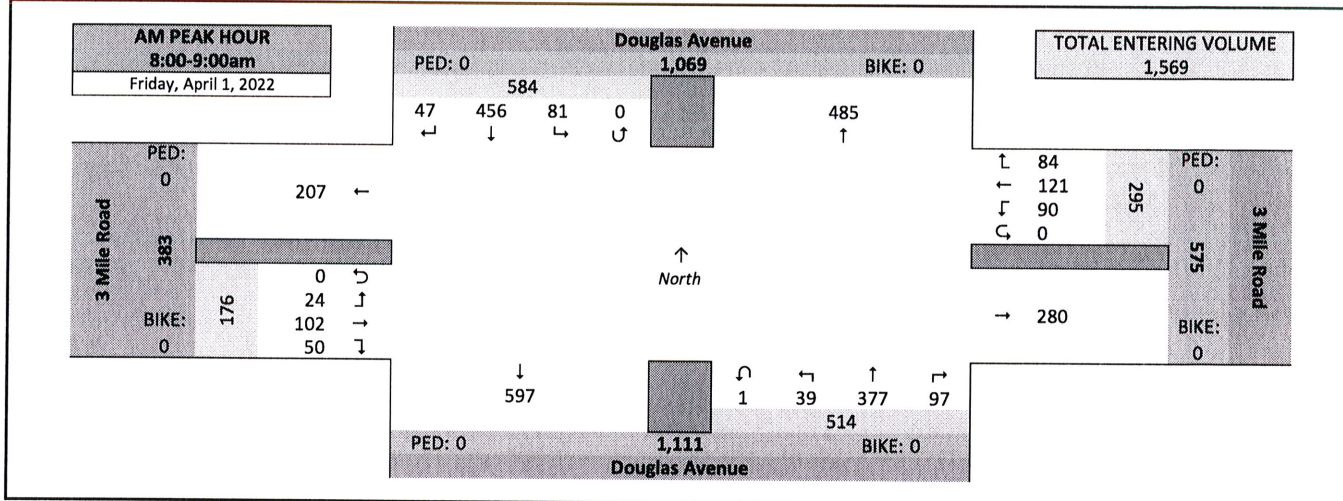 AM PEAK HOUR
8:00-9:00am
Friday, April 1, 2022
Douglas Avenue
PED: 0 1,069 BIKE: 0
584
47 456 81 0
↵ ↓ ↳ ↺
485
↑
TOTAL ENTERING VOLUME
1,569
3 Mile Road
PED:
0
383
BIKE:
0
207 ←
176
0 ⮌
24 ⮥
102 →
50 ⮧
↑
North
↑ 84
← 121
↓ 90
⮎ 0
295
→ 280
PED:
0
575
BIKE:
0
3 Mile Road
↓
597
↶ ↰ ↑ ↱
1 39 377 97
514
PED: 0 1,111 BIKE: 0
Douglas Avenue